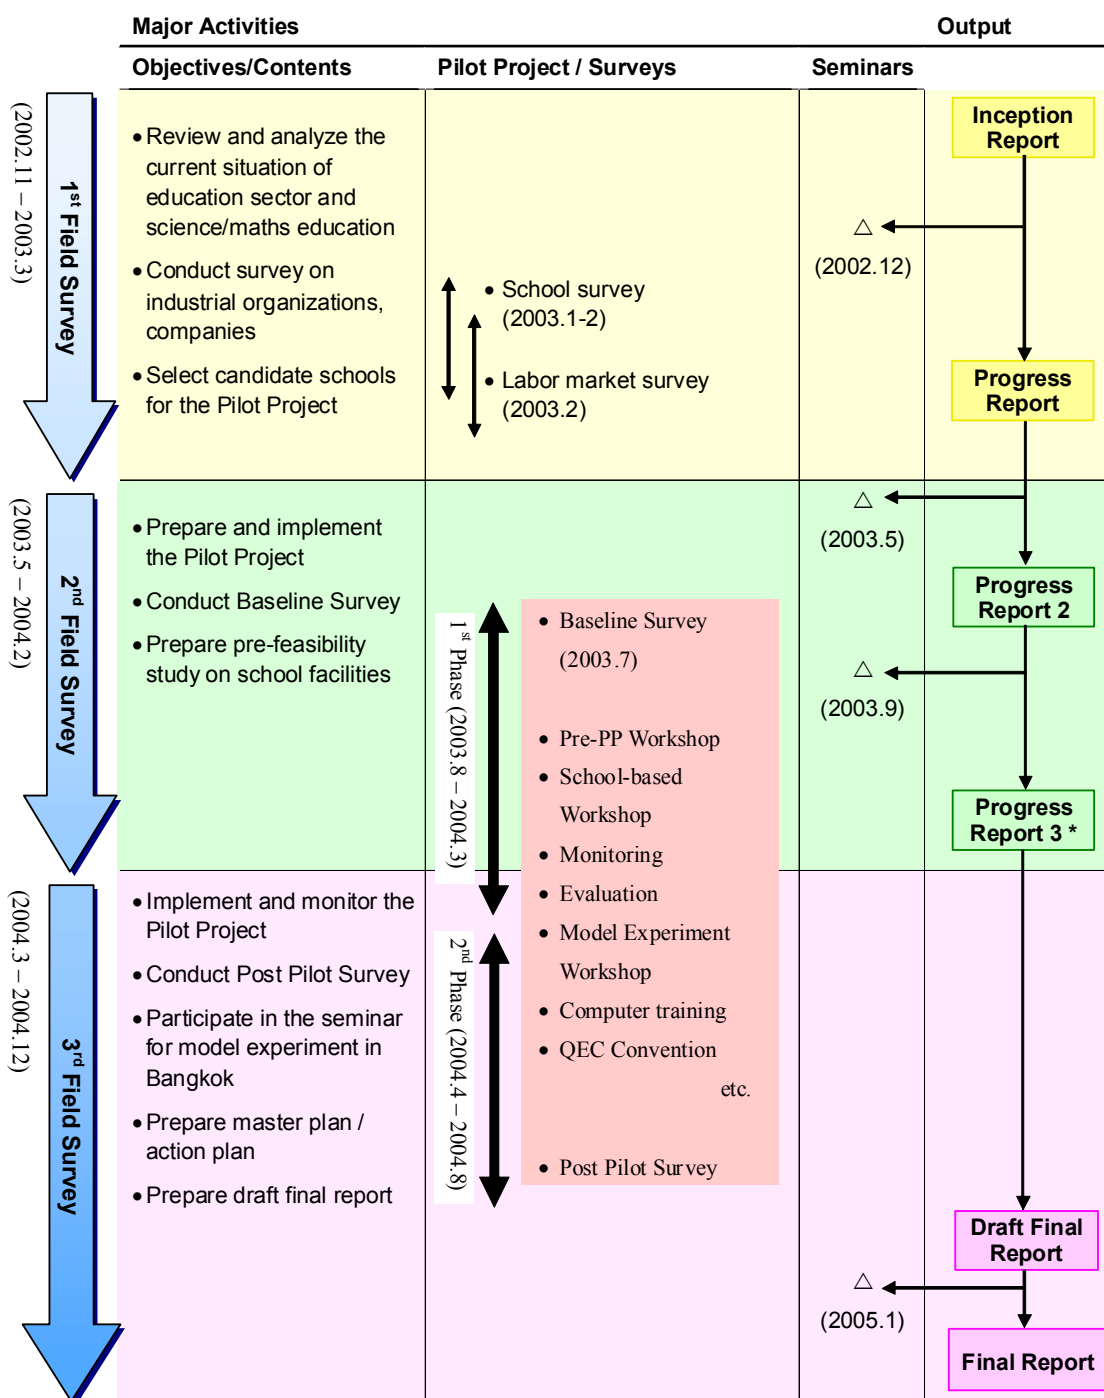 Major Activities
Output
Objectives/Contents
Pilot Project / Surveys
Seminars
1st Field Survey
(2002.11 – 2003.3)
• Review and analyze the
current situation of
education sector and
science/maths education
• Conduct survey on
industrial organizations,
companies
• Select candidate schools
for the Pilot Project
• School survey
(2003.1-2)
• Labor market survey
(2003.2)
△
(2002.12)
Inception
Report
Progress
Report
2nd Field Survey
(2003.5 – 2004.2)
• Prepare and implement
the Pilot Project
• Conduct Baseline Survey
• Prepare pre-feasibility
study on school facilities
1st Phase (2003.8 – 2004.3)
• Baseline Survey
(2003.7)
• Pre-PP Workshop
• School-based
Workshop
• Monitoring
• Evaluation
• Model Experiment
Workshop
• Computer training
• QEC Convention
etc.
• Post Pilot Survey
△
(2003.5)
△
(2003.9)
Progress
Report 2
Progress
Report 3 *
3rd Field Survey
(2004.3 – 2004.12)
• Implement and monitor the
Pilot Project
• Conduct Post Pilot Survey
• Participate in the seminar
for model experiment in
Bangkok
• Prepare master plan /
action plan
• Prepare draft final report
2nd Phase (2004.4 – 2004.8)
△
(2005.1)
Draft Final
Report
Final Report